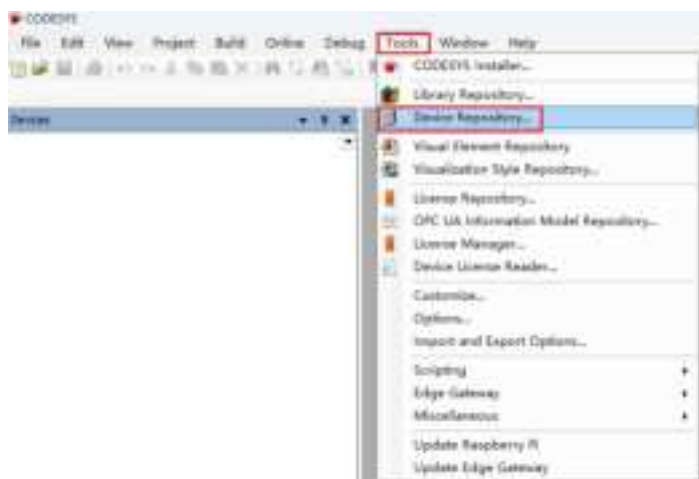 CODESYS
File Edit View Project Build Online Debug Tools Window Help
Devices
CODESYS Installer...
Library Repository...
Device Repository...
Visual Element Repository
Visualization Style Repository...
License Repository...
OPC UA Information Model Repository...
License Manager...
Device License Reader...
Customize...
Options...
Import and Export Options...
Scripting
Edge Gateway
Miscellaneous
Update Raspberry Pi
Update Edge Gateway